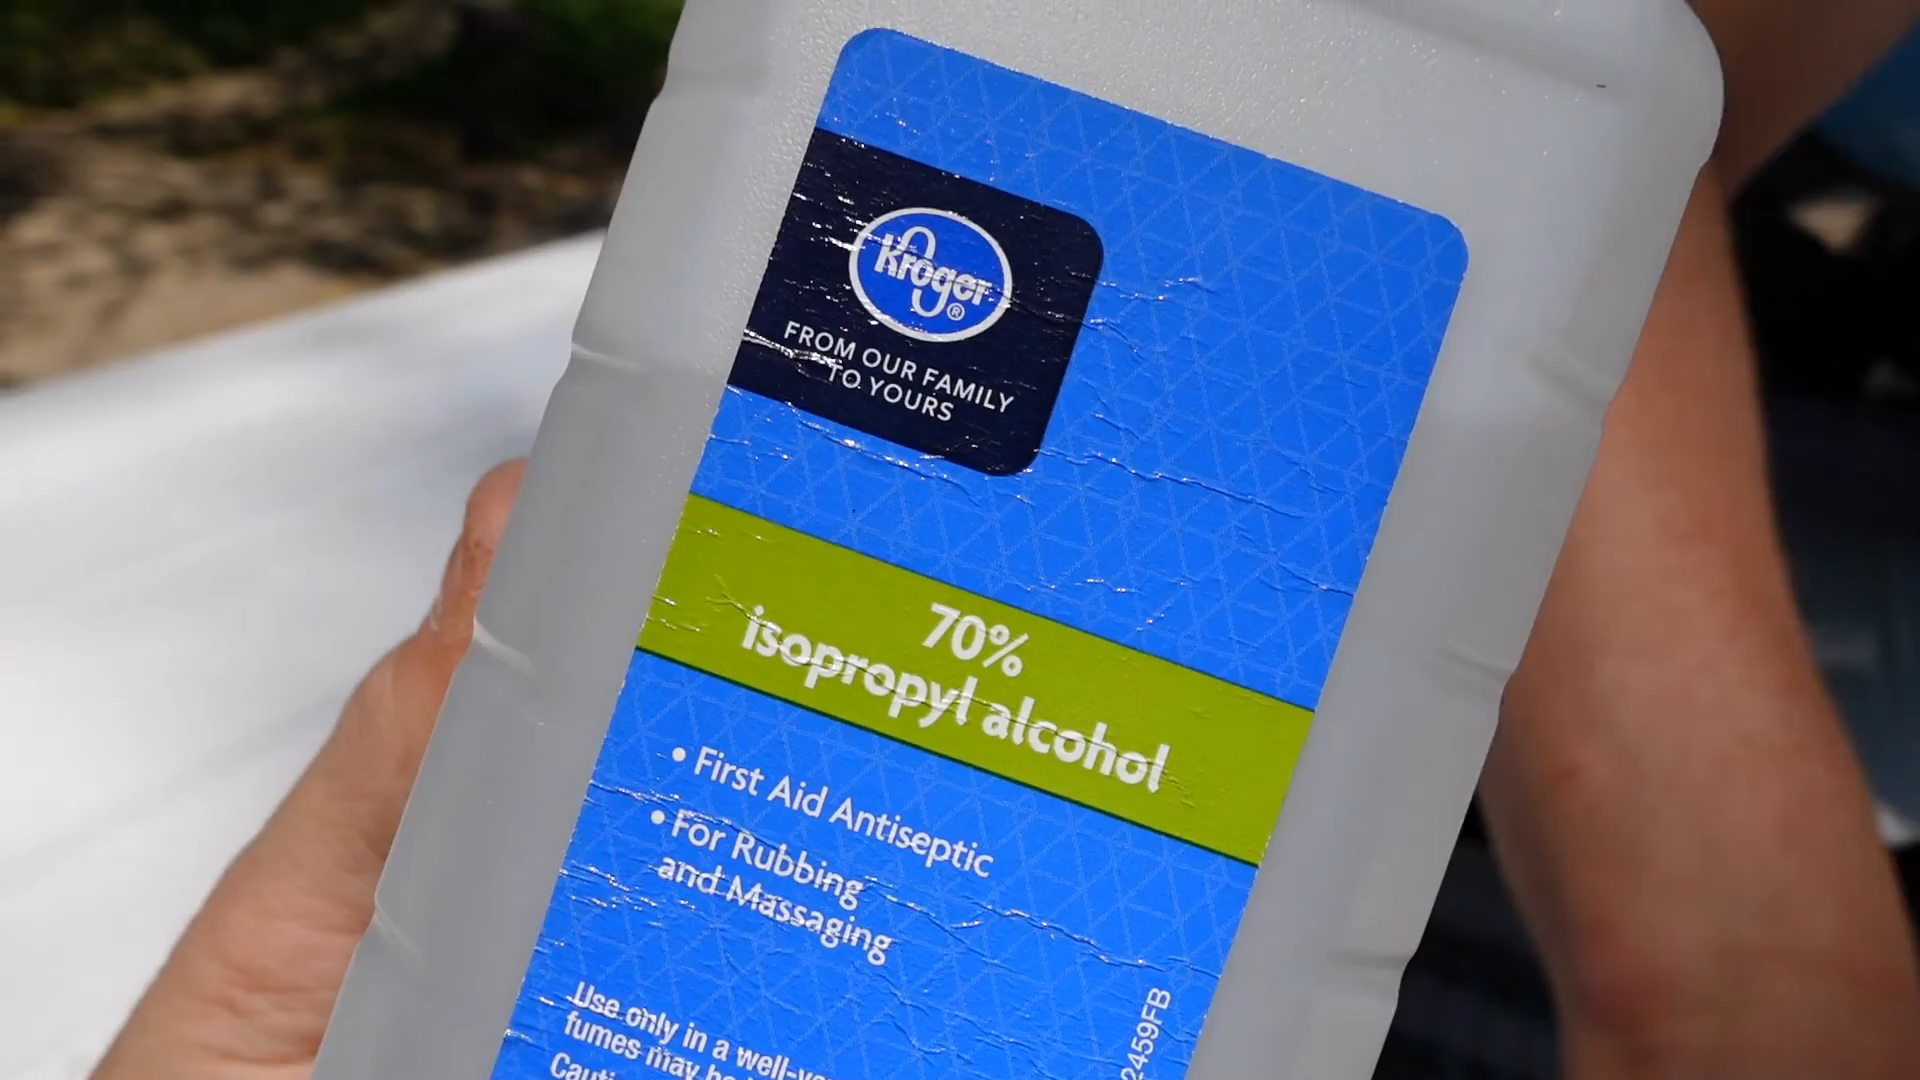 Kroger®
FROM OUR FAMILY
TO YOURS
70%
isopropyl alcohol
• First Aid Antiseptic
• For Rubbing
and Massaging
Use only in a
fumes may
2459FB